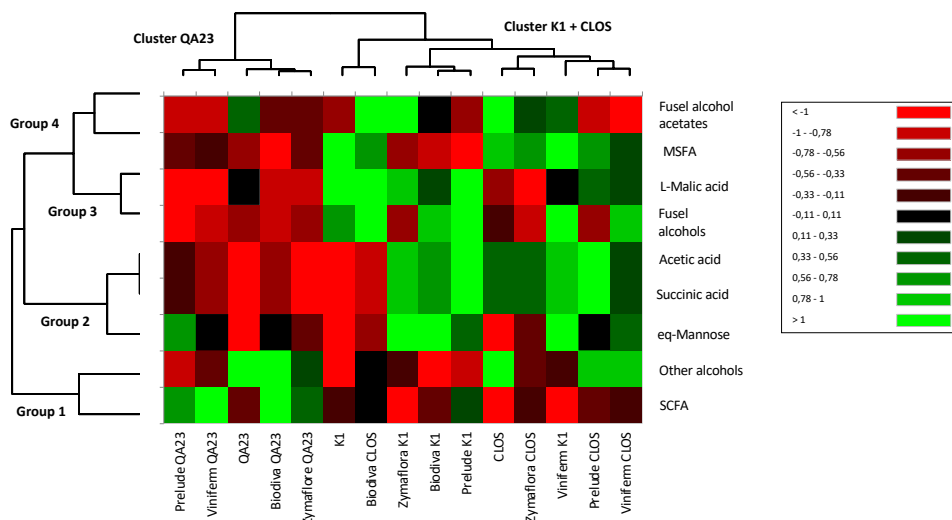 Cluster QA23
Cluster K1 + CLOS
Group 4
Group 3
Group 2
Group 1
Fusel alcohol
acetates
MSFA
L-Malic acid
Fusel
alcohols
Acetic acid
Succinic acid
eq-Mannose
Other alcohols
SCFA
Prelude QA23
Viniferm QA23
QA23
Biodiva QA23
Zymaflore QA23
K1
Biodiva CLOS
Zymaflora K1
Biodiva K1
Prelude K1
CLOS
Zymaflora CLOS
Viniferm K1
Prelude CLOS
Viniferm CLOS
< -1
-1 - -0,78
-0,78 - -0,56
-0,56 - -0,33
-0,33 - -0,11
-0,11 - 0,11
0,11 - 0,33
0,33 - 0,56
0,56 - 0,78
0,78 - 1
> 1